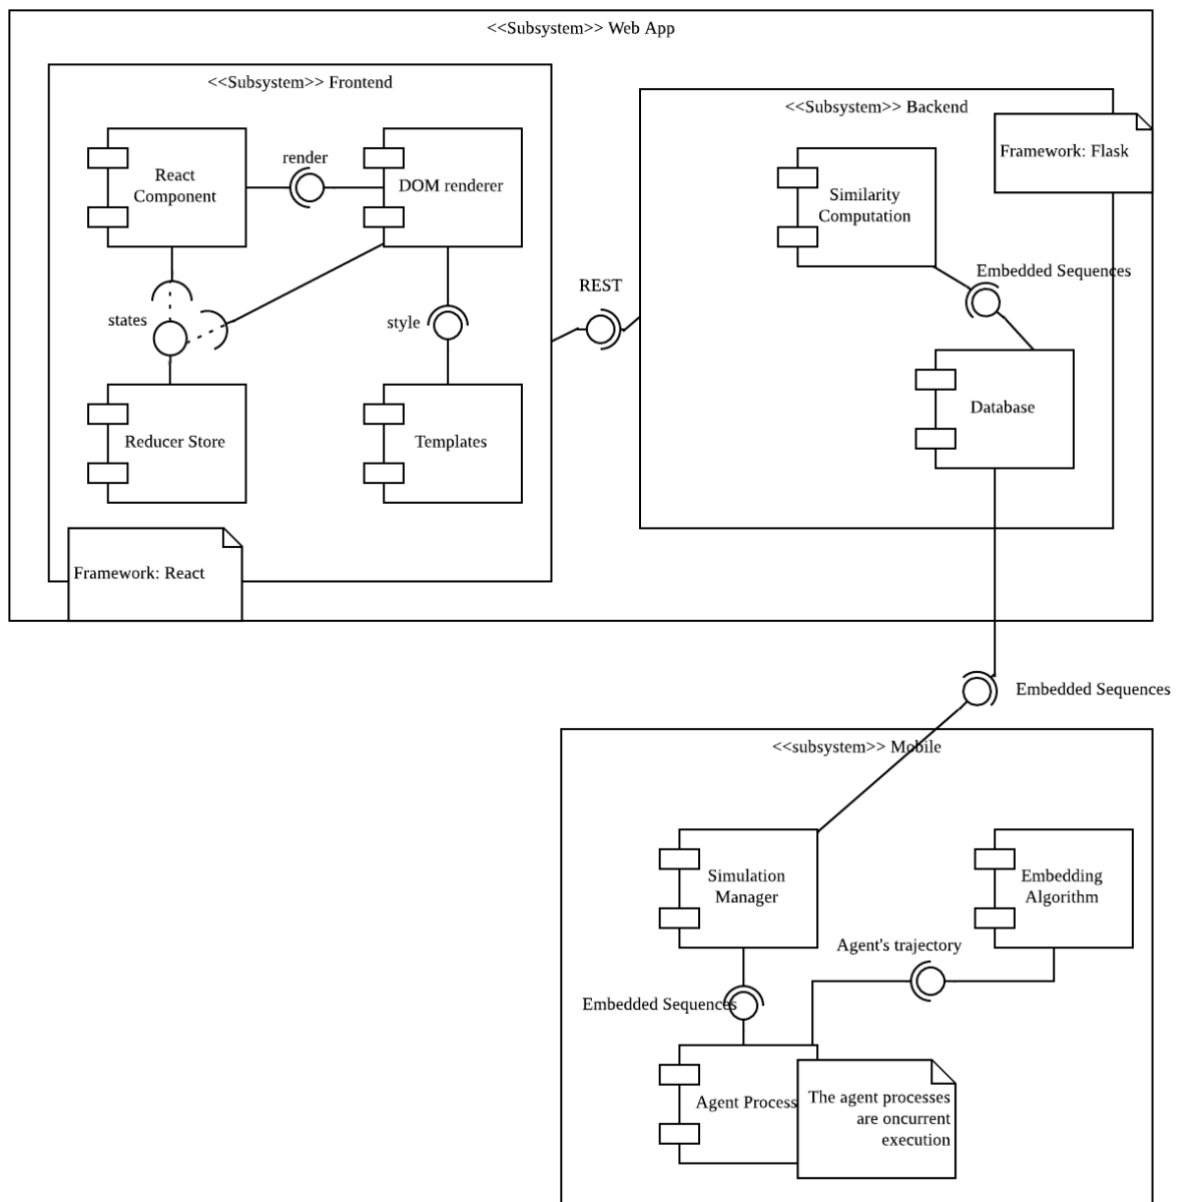 <<Subsystem>> Web App
<<Subsystem>> Frontend
<<Subsystem>> Backend
React
Component
render
DOM renderer
Framework: Flask
Similarity
Computation
Embedded Sequences
REST
states
style
Database
Reducer Store
Templates
Framework: React
Embedded Sequences
<<subsystem>> Mobile
Simulation
Manager
Embedding
Algorithm
Agent's trajectory
Embedded Sequences
Agent Process
The agent processes
are oncurrent
execution